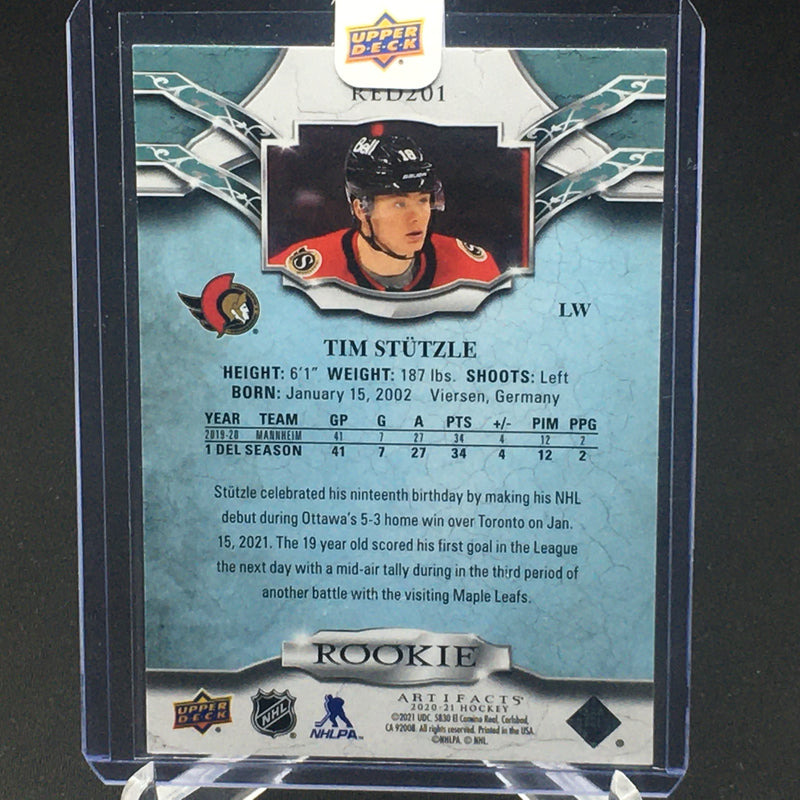 UPPER
D·E·C·K
RED201
Bell
18
BAUER
LW
TIM STÜTZLE
HEIGHT: 6'1" WEIGHT: 187 lbs. SHOOTS: Left
BORN: January 15, 2002 Viersen, Germany
YEAR TEAM GP G A PTS +/- PIM PPG
2019-20 MANNHEIM 41 7 27 34 4 12 2
1 DEL SEASON 41 7 27 34 4 12 2
Stützle celebrated his ninteenth birthday by making his NHL
debut during Ottawa's 5-3 home win over Toronto on Jan.
15, 2021. The 19 year old scored his first goal in the League
the next day with a mid-air tally during in the third period of
another battle with the visiting Maple Leafs.
ROOKIE
UPPER
D·E·C·K
NHL
NHLPA™
ARTIFACTS
2020-21 HOCKEY
©2021 UDC. 5830 El Camino Real, Carlsbad,
CA 92008. All rights reserved. Printed in the USA.
©NHLPA. © NHL.